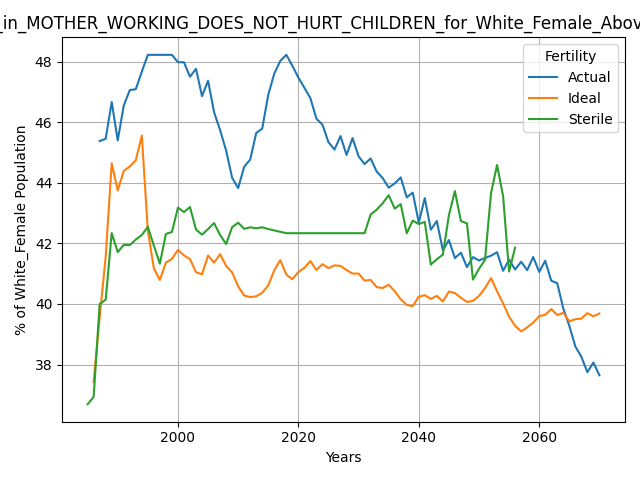 _in_MOTHER_WORKING_DOES_NOT_HURT_CHILDREN_for_White_Female_Abov
Fertility
Actual
Ideal
Sterile
% of White_Female Population
48
46
44
42
40
38
2000
2020
2040
2060
Years